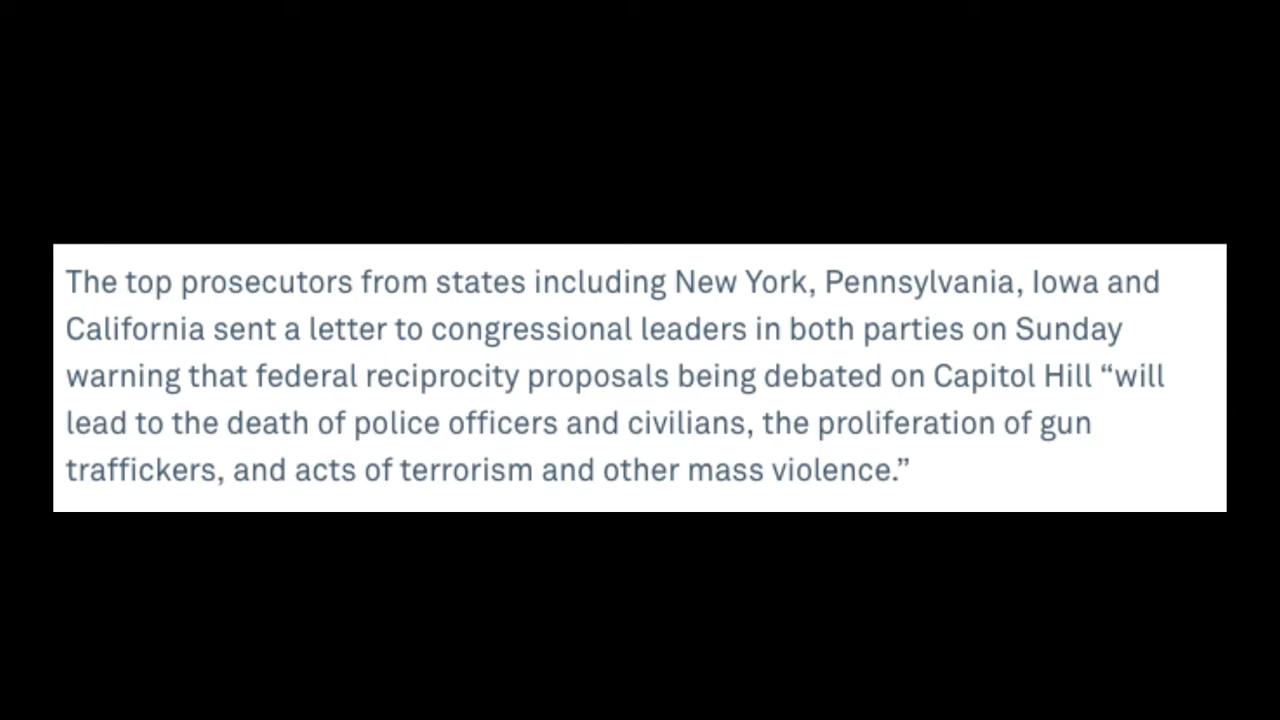 The top prosecutors from states including New York, Pennsylvania, Iowa and
California sent a letter to congressional leaders in both parties on Sunday
warning that federal reciprocity proposals being debated on Capitol Hill “will
lead to the death of police officers and civilians, the proliferation of gun
traffickers, and acts of terrorism and other mass violence.”